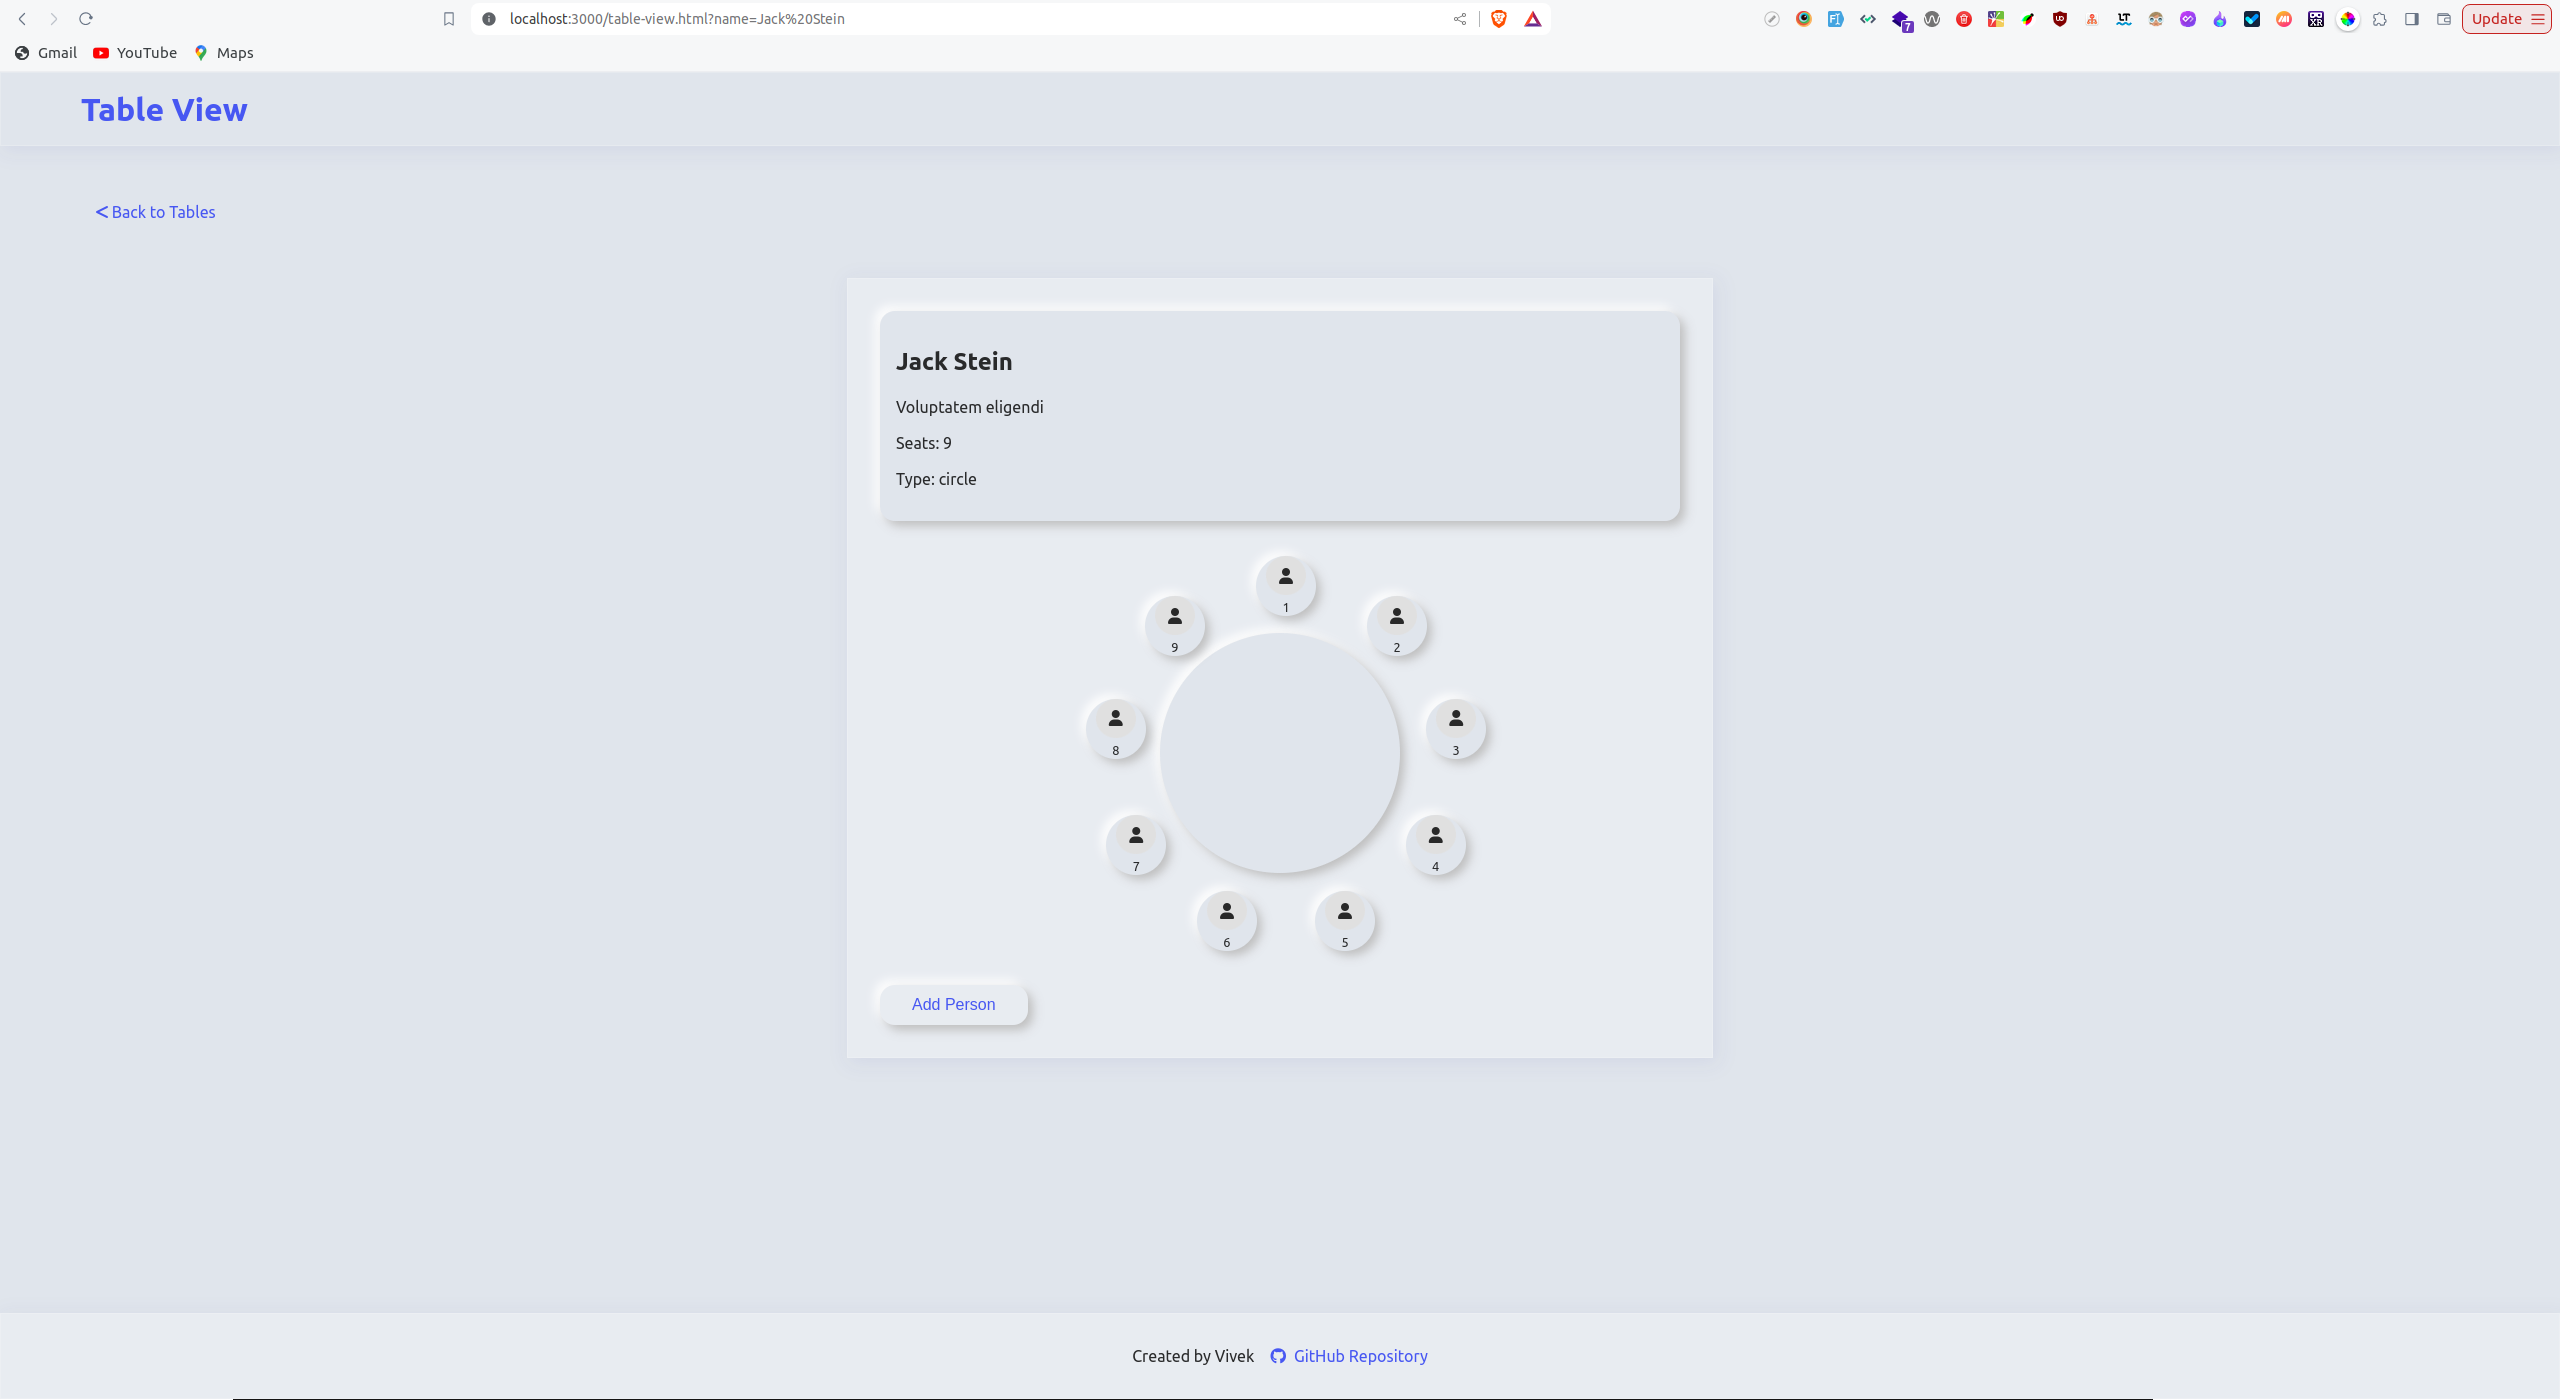 localhost:3000/table-view.html?name=Jack%20Stein
7
Update
Gmail YouTube Maps
Table View
< Back to Tables
Jack Stein
Voluptatem eligendi
Seats: 9
Type: circle
1
2
3
4
5
6
7
8
9
Add Person
Created by Vivek GitHub Repository